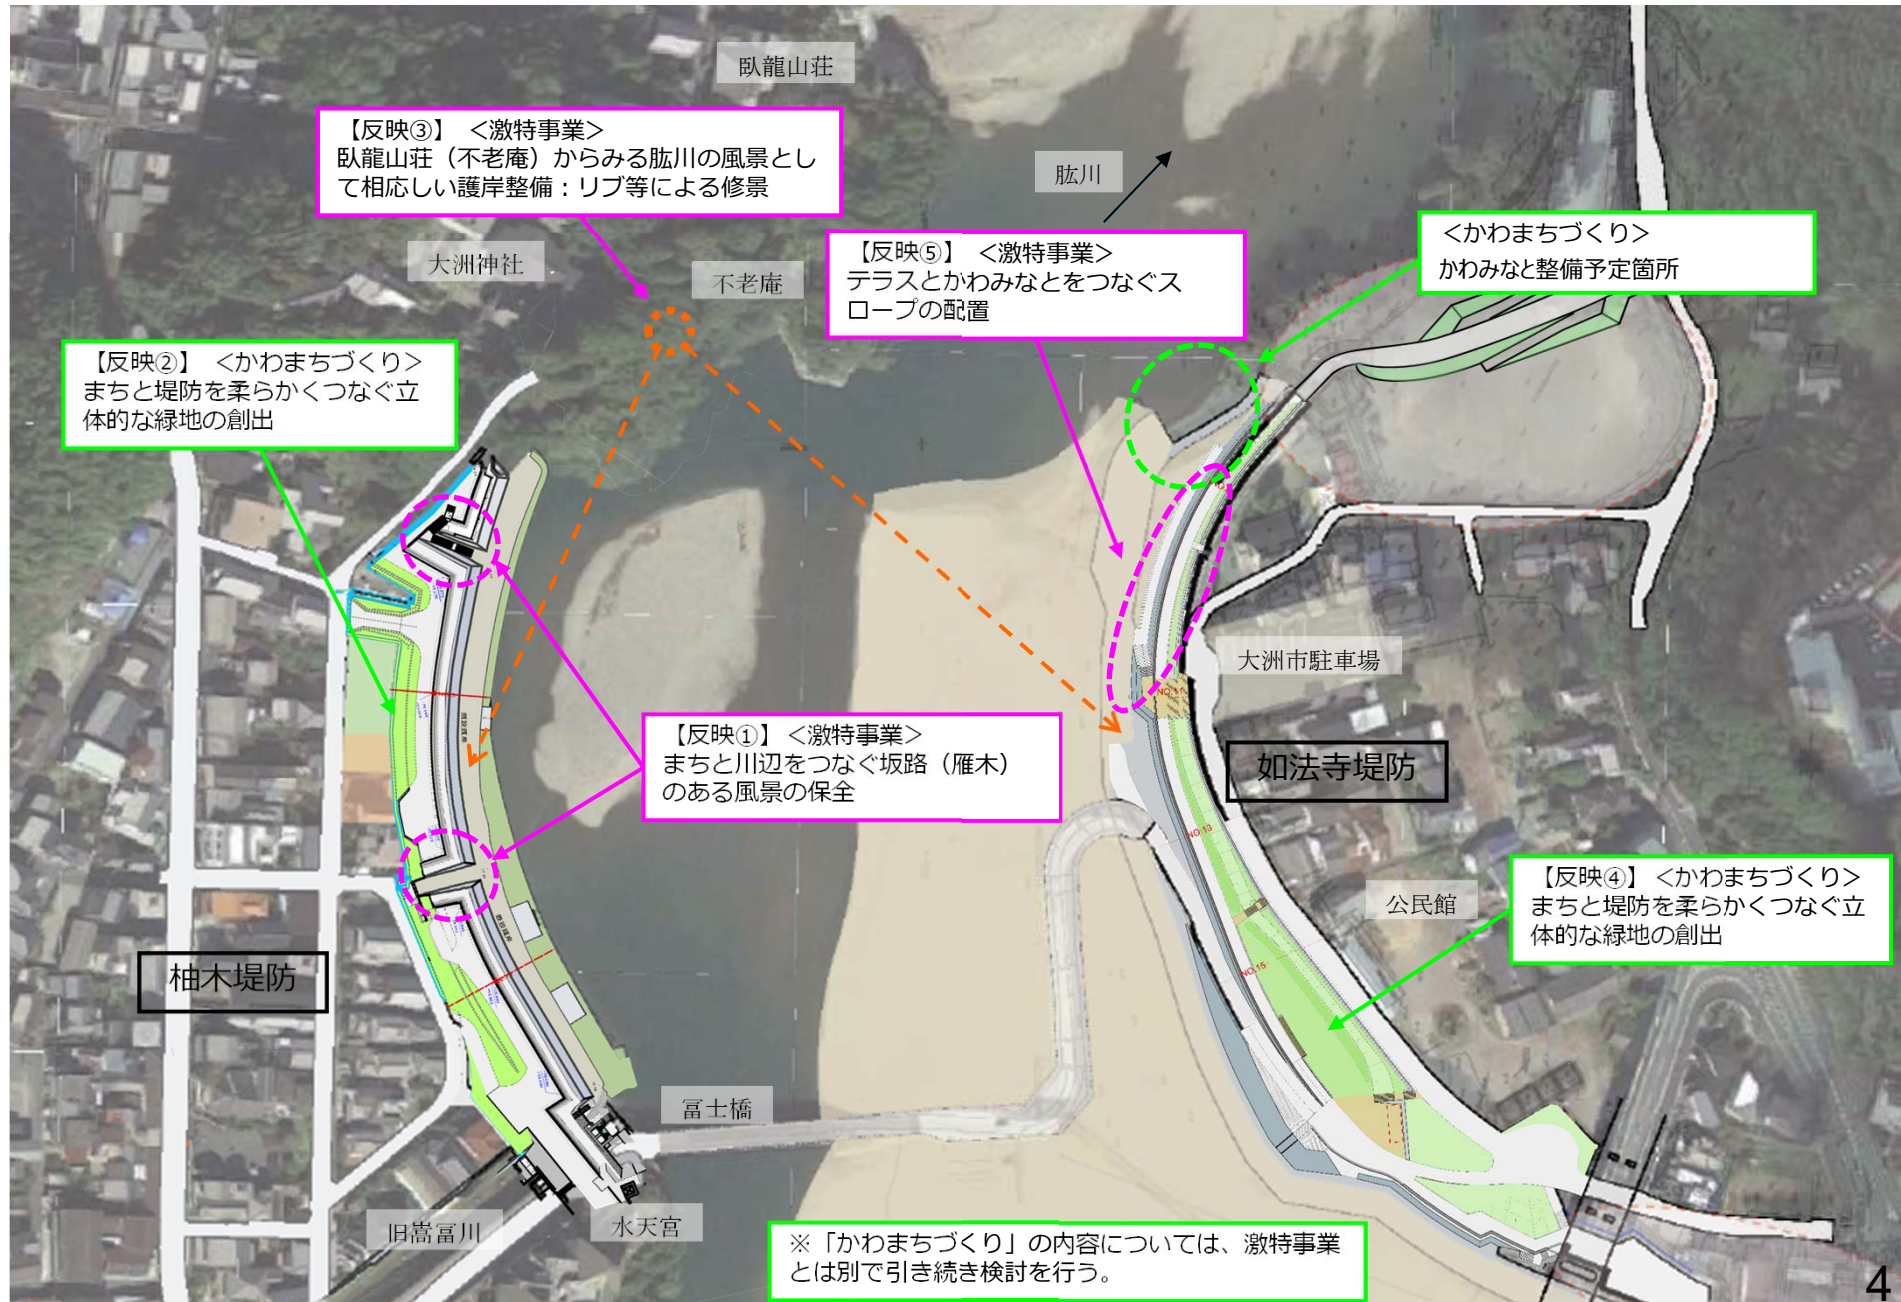 臥龍山荘
【反映③】 <激特事業>
臥龍山荘（不老庵）からみる肱川の風景とし
て相応しい護岸整備：リブ等による修景
肱川
<かわまちづくり>
かわみなと整備予定箇所
【反映⑤】 <激特事業>
テラスとかわみなとをつなぐス
ロープの配置
大洲神社
不老庵
【反映②】 <かわまちづくり>
まちと堤防を柔らかくつなぐ立
体的な緑地の創出
大洲市駐車場
NO.11
【反映①】 <激特事業>
まちと川辺をつなぐ坂路（雁木）
のある風景の保全
如法寺堤防
NO.13
【反映④】 <かわまちづくり>
まちと堤防を柔らかくつなぐ立
体的な緑地の創出
公民館
柚木堤防
NO.15
冨士橋
旧嵩冨川
水天宮
※「かわまちづくり」の内容については、激特事業
とは別で引き続き検討を行う。
4